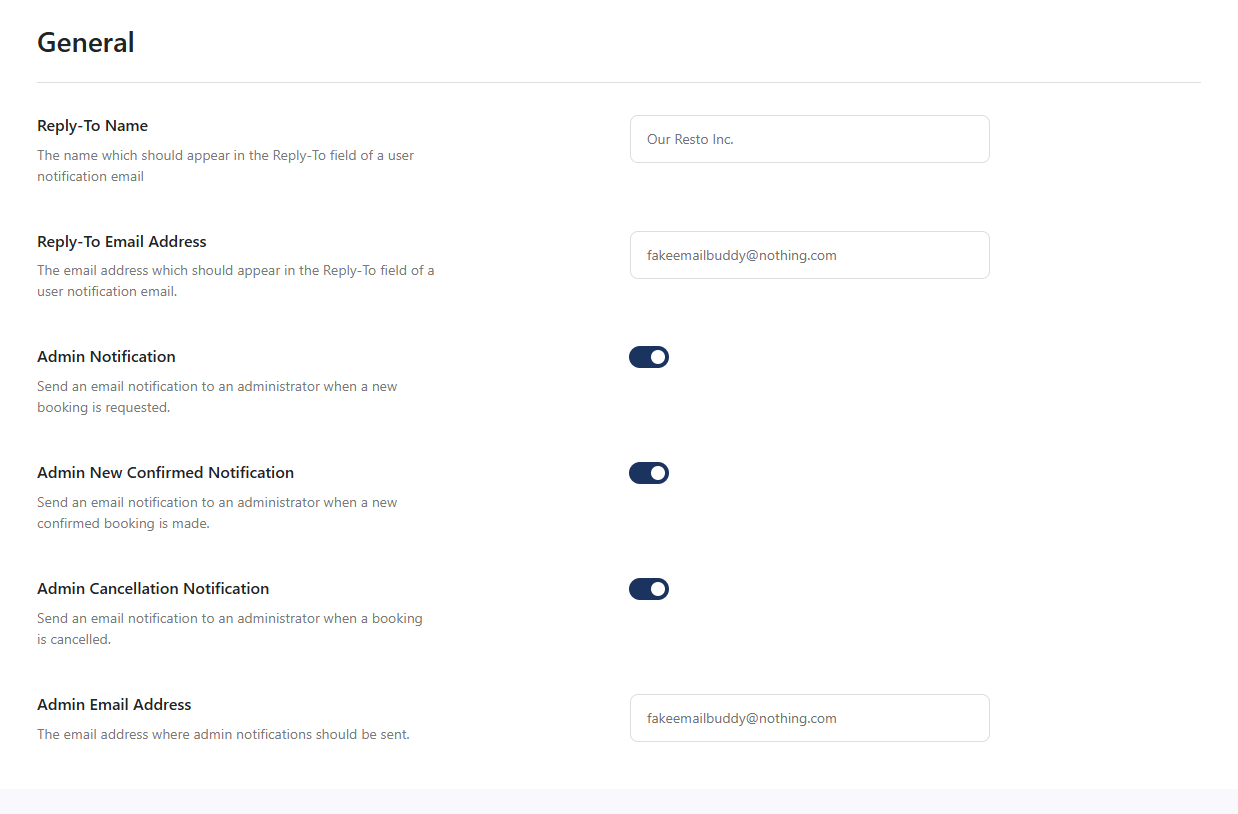 General
Reply-To Name
The name which should appear in the Reply-To field of a user
notification email
Our Resto Inc.
Reply-To Email Address
The email address which should appear in the Reply-To field of a
user notification email.
fakeemailbuddy@nothing.com
Admin Notification
Send an email notification to an administrator when a new
booking is requested.
Admin New Confirmed Notification
Send an email notification to an administrator when a new
confirmed booking is made.
Admin Cancellation Notification
Send an email notification to an administrator when a booking
is cancelled.
Admin Email Address
The email address where admin notifications should be sent.
fakeemailbuddy@nothing.com